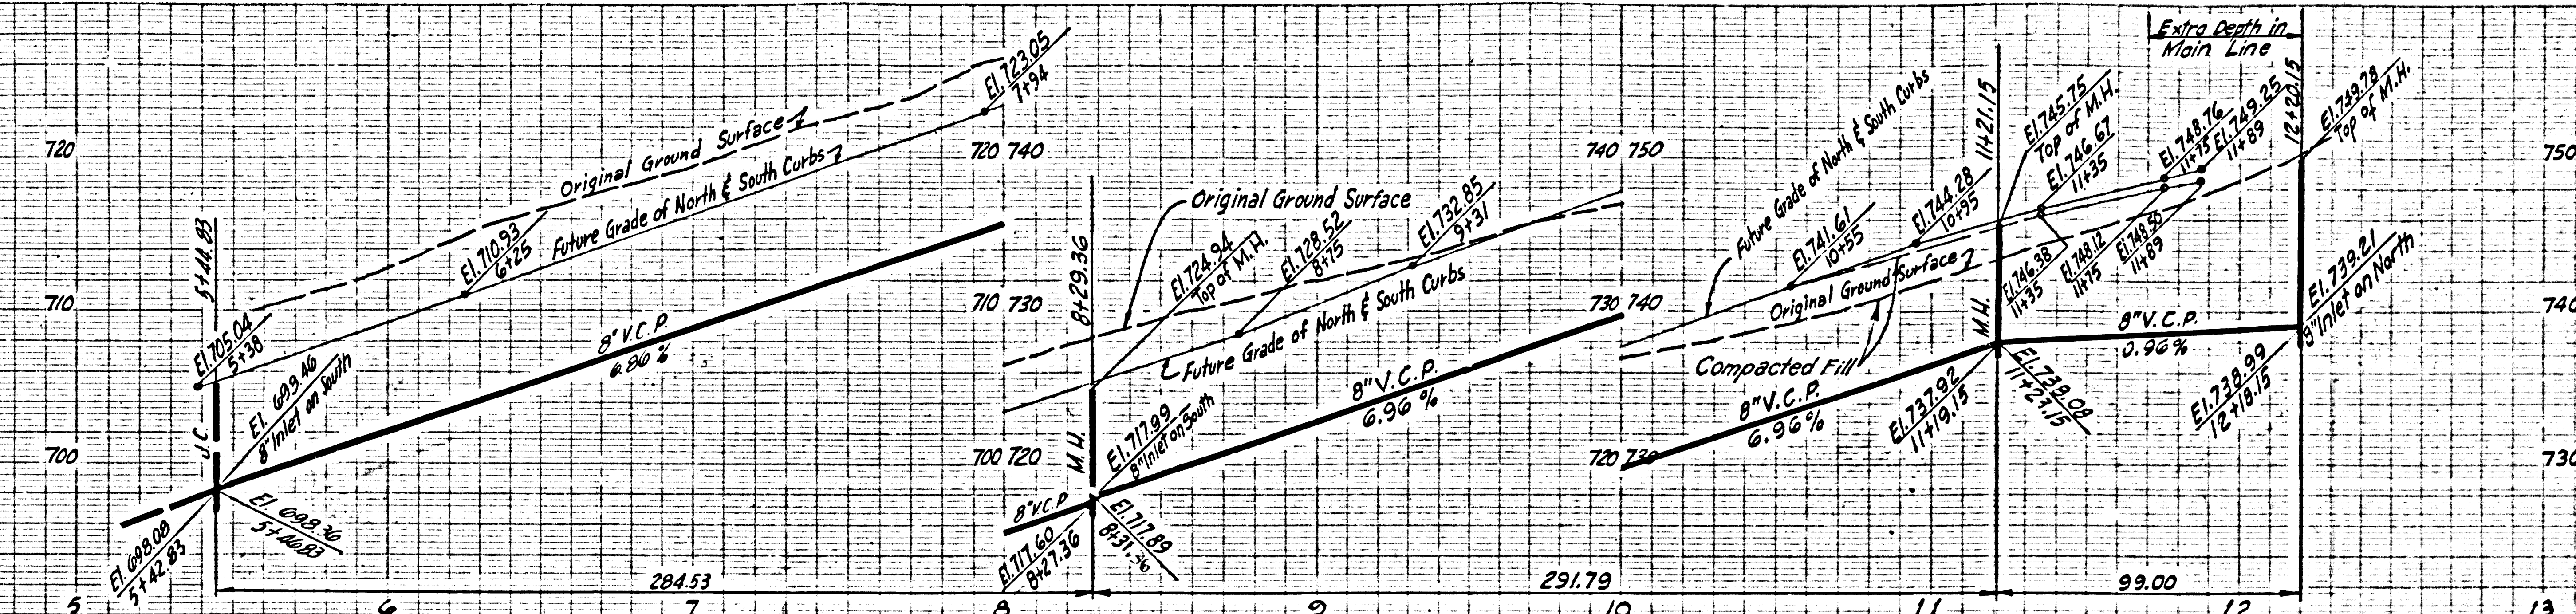 Extra Depth in
Main Line
720
710
700
J.C.
5+44.83
El. 705.04
5+38
El. 699.46
8" Inlet on South
El. 698.08
5+42.83
El. 698.36
5+46.83
El. 710.93
6+25
Original Ground Surface
Future Grade of North & South Curbs
8" V.C.P.
6.86 %
El. 723.05
7+94
720 740
710 730
700 720
8+29.36
M.H.
El. 724.94
Top of M.H.
Original Ground Surface
El. 728.52
8+75
El. 732.85
9+31
Future Grade of North & South Curbs
El. 717.99
8" Inlet on South
8" V.C.P.
El. 717.60
8+27.36
El. 717.89
8+31.36
8" V.C.P.
6.96 %
740 750
730 740
720 730
Future Grade of North & South Curbs
El. 741.61
10+55
El. 744.28
10+95
Original Ground Surface
Compacted Fill
8" V.C.P.
6.96 %
El. 737.92
11+19.15
11+21.15
M.H.
El. 745.75
Top of M.H.
El. 746.67
11+35
El. 748.76
11+75
El. 749.25
11+89
El. 746.38
11+35
El. 748.12
11+75
El. 748.50
11+89
El. 738.08
11+23.15
8" V.C.P.
0.96%
El. 738.99
12+18.15
12+20.15
El. 749.78
Top of M.H.
El. 739.21
8" Inlet on North
750
740
730
284.53
291.79
99.00
5 6 7 8 9 10 11 12 13